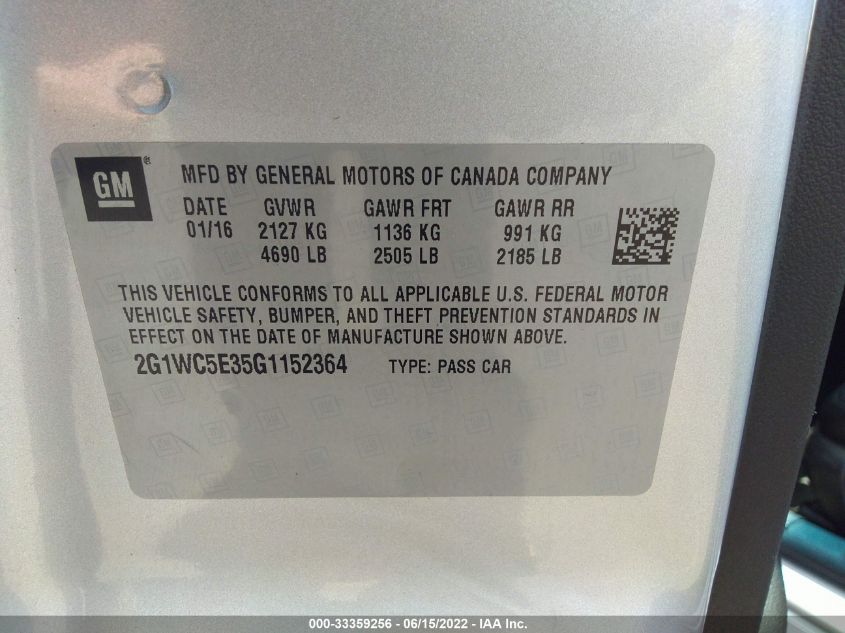 GM ®
MFD BY GENERAL MOTORS OF CANADA COMPANY
DATE GVWR GAWR FRT GAWR RR
01/16 2127 KG 1136 KG 991 KG
4690 LB 2505 LB 2185 LB
THIS VEHICLE CONFORMS TO ALL APPLICABLE U.S. FEDERAL MOTOR
VEHICLE SAFETY, BUMPER, AND THEFT PREVENTION STANDARDS IN
EFFECT ON THE DATE OF MANUFACTURE SHOWN ABOVE.
2G1WC5E35G1152364 TYPE: PASS CAR
000-33359256 - 06/15/2022 - IAA Inc.